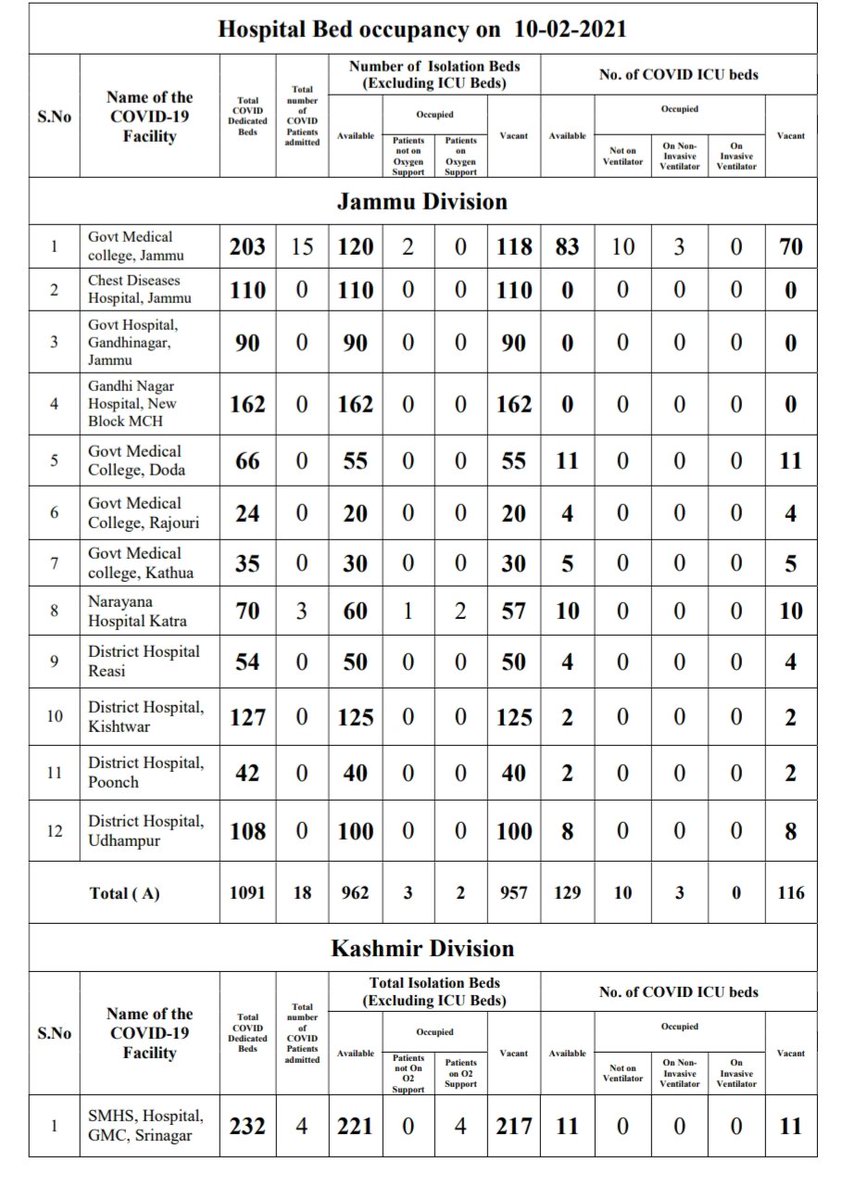 Hospital Bed occupancy on 10-02-2021
S.No
Name of the
COVID-19
Facility
Total
COVID
Dedicated
Beds
Total
number
of
COVID
Patients
admitted
Number of Isolation Beds
(Excluding ICU Beds)
No. of COVID ICU beds
Available
Occupied
Patients
not on
Oxygen
Support
Patients
on
Oxygen
Support
Vacant
Available
Occupied
Not on
Ventilator
On Non-
Invasive
Ventilator
On
Invasive
Ventilator
Vacant
Jammu Division
1 Govt Medical
college, Jammu 203 15 120 2 0 118 83 10 3 0 70
2 Chest Diseases
Hospital, Jammu 110 0 110 0 0 110 0 0 0 0 0
3 Govt Hospital,
Gandhinagar,
Jammu 90 0 90 0 0 90 0 0 0 0 0
4 Gandhi Nagar
Hospital, New
Block MCH 162 0 162 0 0 162 0 0 0 0 0
5 Govt Medical
College, Doda 66 0 55 0 0 55 11 0 0 0 11
6 Govt Medical
College, Rajouri 24 0 20 0 0 20 4 0 0 0 4
7 Govt Medical
college, Kathua 35 0 30 0 0 30 5 0 0 0 5
8 Narayana
Hospital Katra 70 3 60 1 2 57 10 0 0 0 10
9 District Hospital
Reasi 54 0 50 0 0 50 4 0 0 0 4
10 District Hospital,
Kishtwar 127 0 125 0 0 125 2 0 0 0 2
11 District Hospital,
Poonch 42 0 40 0 0 40 2 0 0 0 2
12 District Hospital,
Udhampur 108 0 100 0 0 100 8 0 0 0 8
Total ( A) 1091 18 962 3 2 957 129 10 3 0 116
Kashmir Division
S.No
Name of the
COVID-19
Facility
Total
COVID
Dedicated
Beds
Total
number
of
COVID
Patients
admitted
Total Isolation Beds
(Excluding ICU Beds)
No. of COVID ICU beds
Available
Occupied
Patients
not On
O2
Support
Patients
on O2
Support
Vacant
Available
Occupied
Not on
Ventilator
On Non-
Invasive
Ventilator
On
Invasive
Ventilator
Vacant
1 SMHS, Hospital,
GMC, Srinagar 232 4 221 0 4 217 11 0 0 0 11